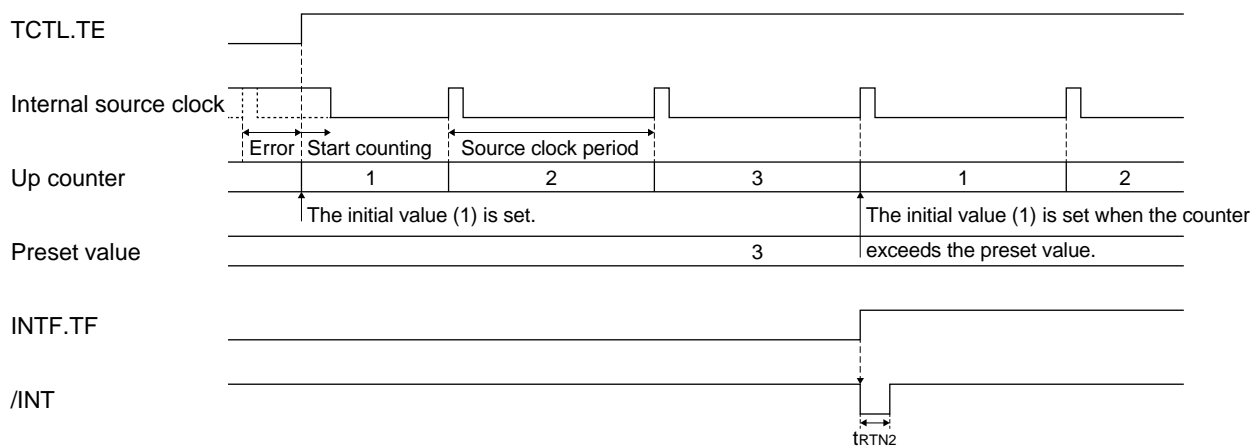 TCTL.TE
Internal source clock
Error Start counting Source clock period
Up counter 1 2 3 1 2
The initial value (1) is set. The initial value (1) is set when the counter
Preset value 3 exceeds the preset value.
INTF.TF
/INT
tRTN2